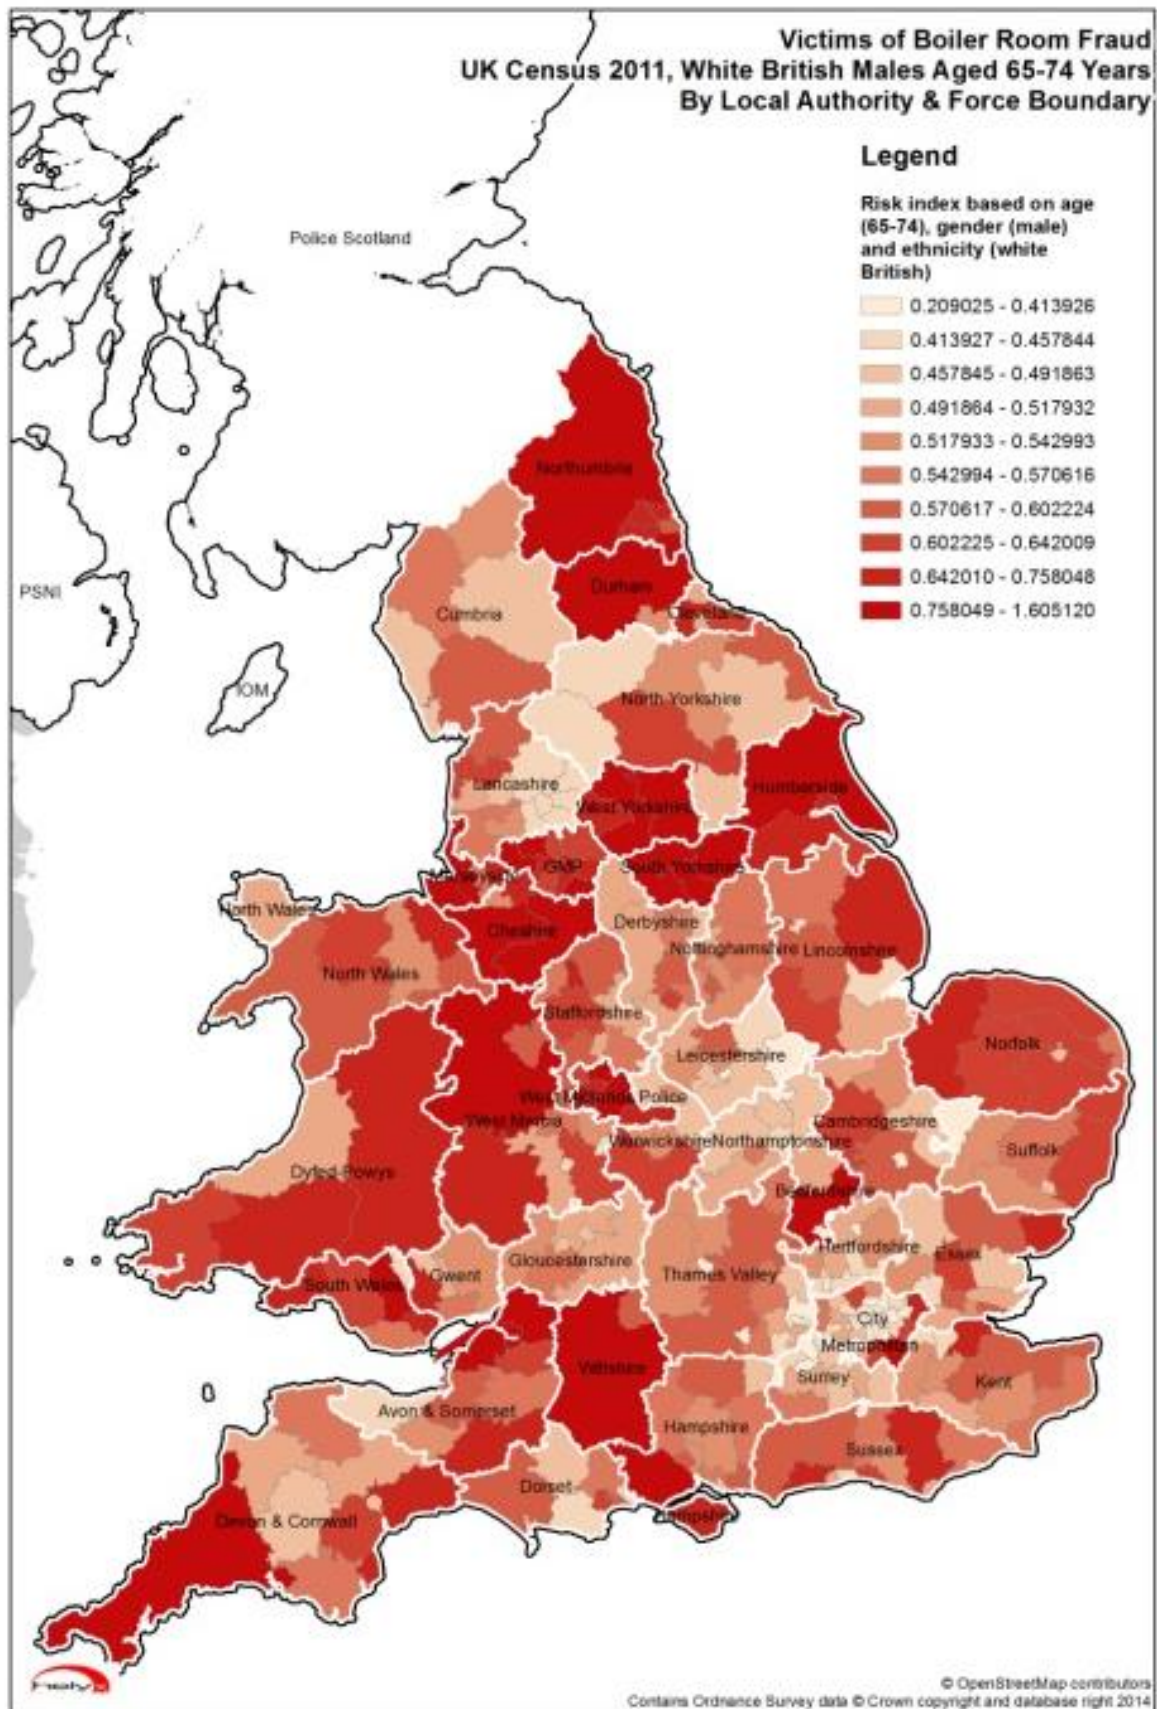 Victims of Boiler Room Fraud
UK Census 2011, White British Males Aged 65-74 Years
By Local Authority & Force Boundary
Legend
Risk index based on age
(65-74), gender (male)
and ethnicity (white
British)
0.209025 - 0.413926
0.413927 - 0.457844
0.457845 - 0.491863
0.491864 - 0.517932
0.517933 - 0.542993
0.542994 - 0.570616
0.570617 - 0.602224
0.602225 - 0.642009
0.642010 - 0.758048
0.758049 - 1.605120
Police Scotland
Northumbria
PSNI
Durham
Cumbria
Cleveland
IOM
North Yorkshire
Lancashire
Humberside
West Yorkshire
GMP
South Yorkshire
Merseyside
North Wales
Cheshire
Derbyshire
Nottinghamshire
Lincolnshire
North Wales
Staffordshire
Norfolk
Leicestershire
West Midlands Police
West Mercia
Cambridgeshire
Warwickshire
Northamptonshire
Suffolk
Dyfed-Powys
Bedfordshire
Hertfordshire
Essex
Gloucestershire
Thames Valley
South Wales
Gwent
City
Metropolitan
Wiltshire
Surrey
Kent
Avon & Somerset
Hampshire
Sussex
Dorset
Hampshire
Devon & Cornwall
© OpenStreetMap contributors
Contains Ordnance Survey data © Crown copyright and database right 2014